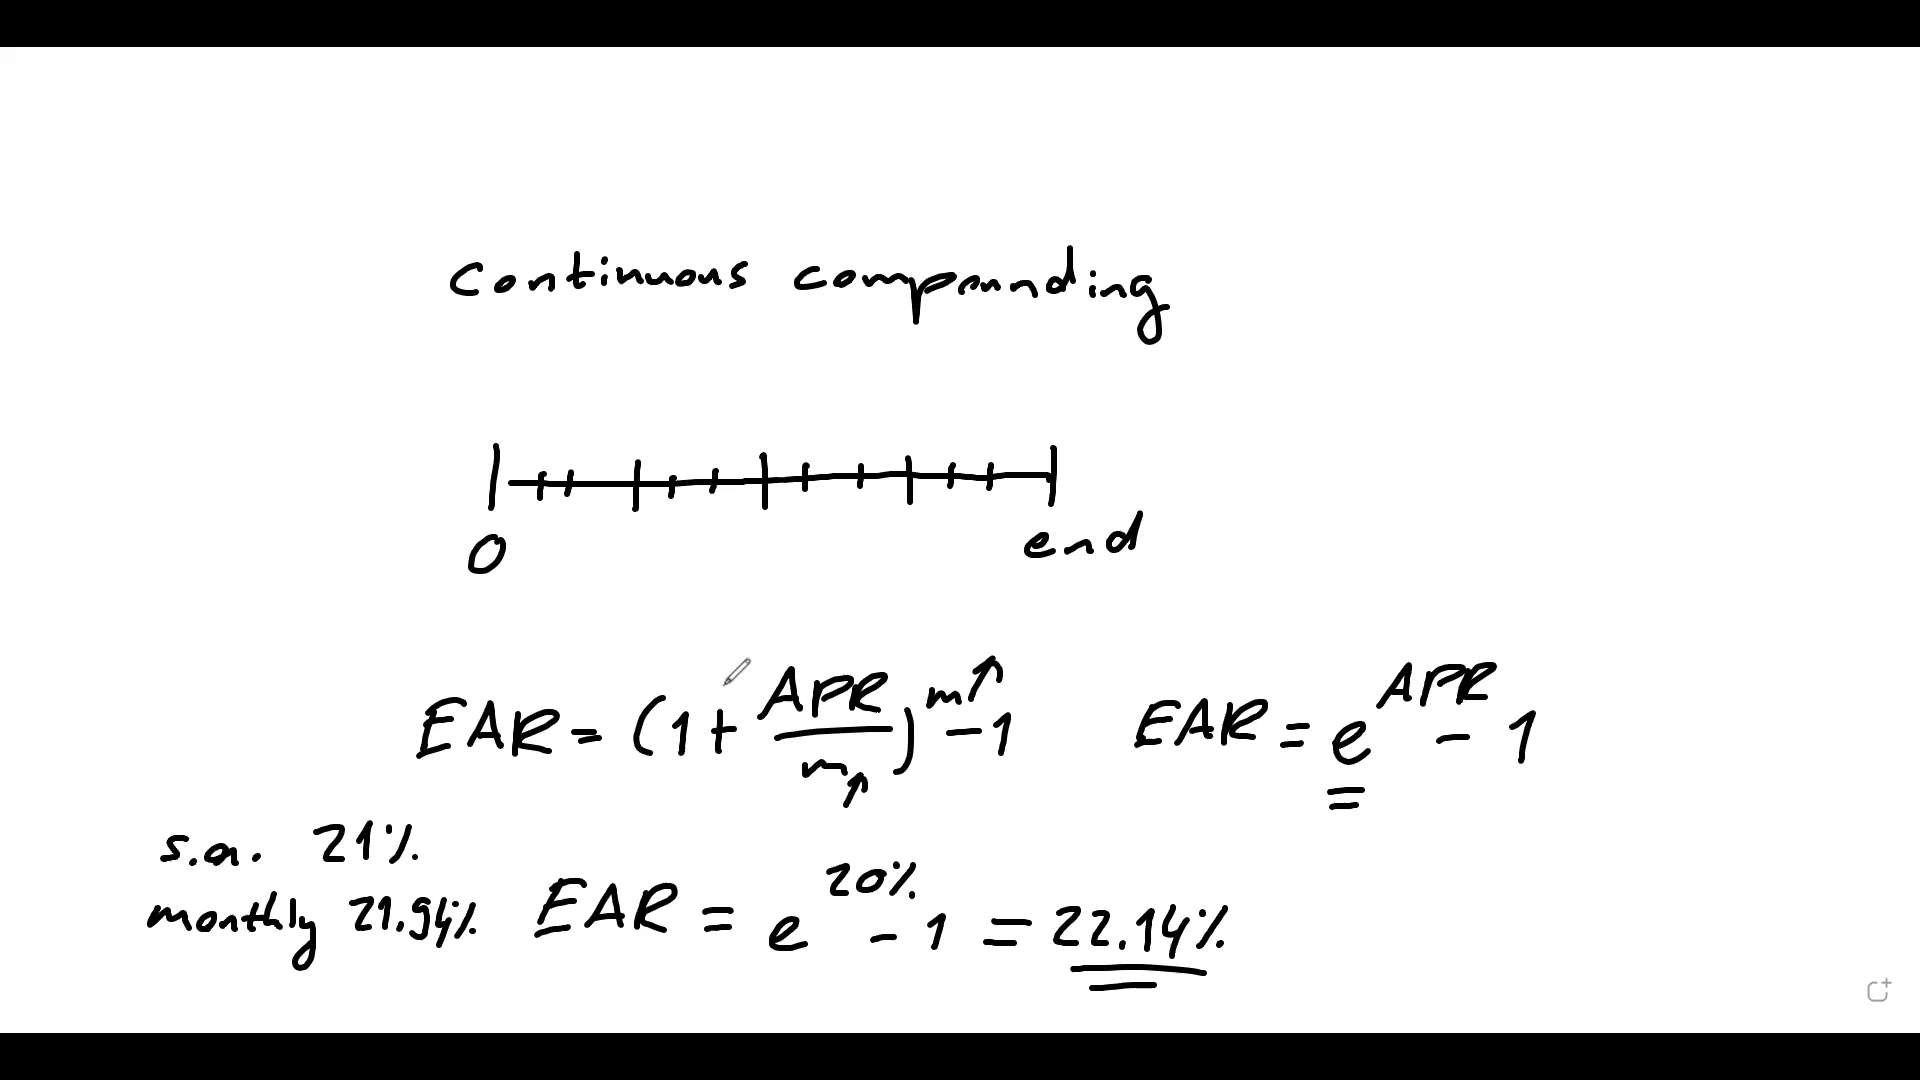 Continuous compounding
0 end
EAR = (1 + APR/m↑)^m↑ - 1 EAR = e^APR - 1
s.a. 21%
monthly 21.94% EAR = e^20% - 1 = 22.14%